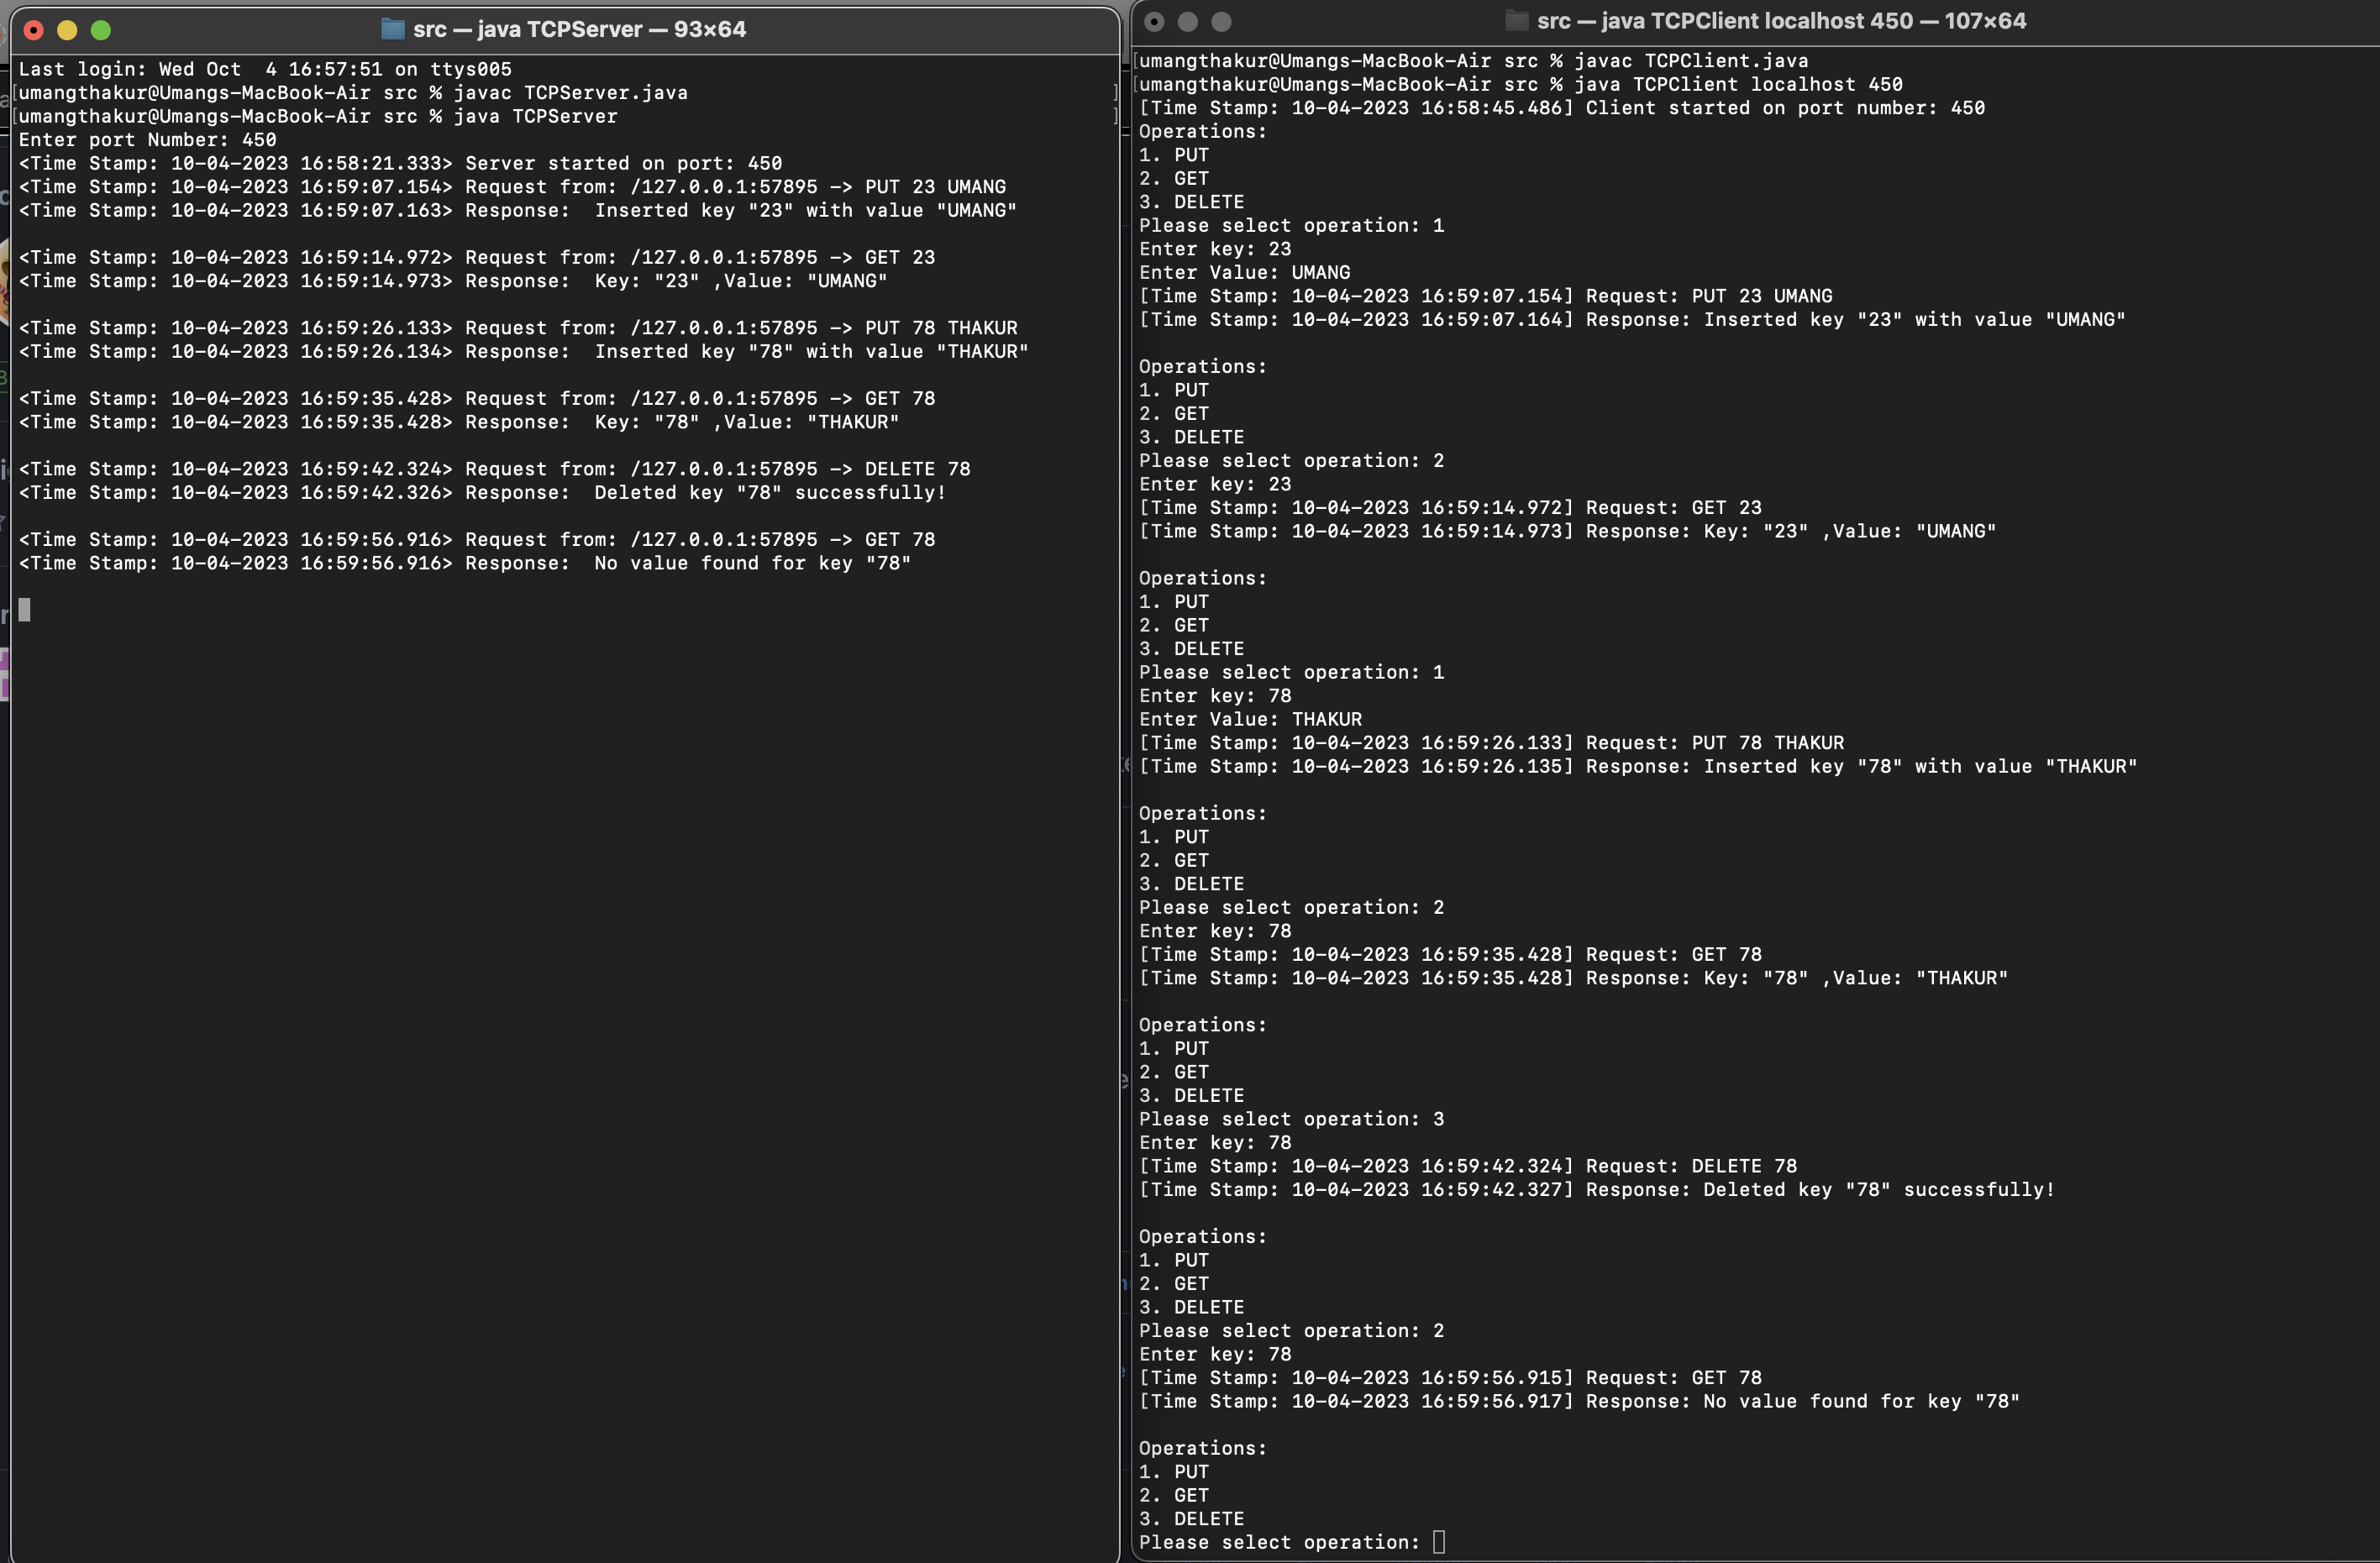 src — java TCPServer — 93×64
Last login: Wed Oct  4 16:57:51 on ttys005
[umangthakur@Umangs-MacBook-Air src % javac TCPServer.java ]
[umangthakur@Umangs-MacBook-Air src % java TCPServer ]
Enter port Number: 450
<Time Stamp: 10-04-2023 16:58:21.333> Server started on port: 450
<Time Stamp: 10-04-2023 16:59:07.154> Request from: /127.0.0.1:57895 -> PUT 23 UMANG
<Time Stamp: 10-04-2023 16:59:07.163> Response:  Inserted key "23" with value "UMANG"
<Time Stamp: 10-04-2023 16:59:14.972> Request from: /127.0.0.1:57895 -> GET 23
<Time Stamp: 10-04-2023 16:59:14.973> Response:  Key: "23" ,Value: "UMANG"
<Time Stamp: 10-04-2023 16:59:26.133> Request from: /127.0.0.1:57895 -> PUT 78 THAKUR
<Time Stamp: 10-04-2023 16:59:26.134> Response:  Inserted key "78" with value "THAKUR"
<Time Stamp: 10-04-2023 16:59:35.428> Request from: /127.0.0.1:57895 -> GET 78
<Time Stamp: 10-04-2023 16:59:35.428> Response:  Key: "78" ,Value: "THAKUR"
<Time Stamp: 10-04-2023 16:59:42.324> Request from: /127.0.0.1:57895 -> DELETE 78
<Time Stamp: 10-04-2023 16:59:42.326> Response:  Deleted key "78" successfully!
<Time Stamp: 10-04-2023 16:59:56.916> Request from: /127.0.0.1:57895 -> GET 78
<Time Stamp: 10-04-2023 16:59:56.916> Response:  No value found for key "78"
src — java TCPClient localhost 450 — 107×64
[umangthakur@Umangs-MacBook-Air src % javac TCPClient.java
[umangthakur@Umangs-MacBook-Air src % java TCPClient localhost 450
[Time Stamp: 10-04-2023 16:58:45.486] Client started on port number: 450
Operations:
1. PUT
2. GET
3. DELETE
Please select operation: 1
Enter key: 23
Enter Value: UMANG
[Time Stamp: 10-04-2023 16:59:07.154] Request: PUT 23 UMANG
[Time Stamp: 10-04-2023 16:59:07.164] Response: Inserted key "23" with value "UMANG"
Operations:
1. PUT
2. GET
3. DELETE
Please select operation: 2
Enter key: 23
[Time Stamp: 10-04-2023 16:59:14.972] Request: GET 23
[Time Stamp: 10-04-2023 16:59:14.973] Response: Key: "23" ,Value: "UMANG"
Operations:
1. PUT
2. GET
3. DELETE
Please select operation: 1
Enter key: 78
Enter Value: THAKUR
[Time Stamp: 10-04-2023 16:59:26.133] Request: PUT 78 THAKUR
[Time Stamp: 10-04-2023 16:59:26.135] Response: Inserted key "78" with value "THAKUR"
Operations:
1. PUT
2. GET
3. DELETE
Please select operation: 2
Enter key: 78
[Time Stamp: 10-04-2023 16:59:35.428] Request: GET 78
[Time Stamp: 10-04-2023 16:59:35.428] Response: Key: "78" ,Value: "THAKUR"
Operations:
1. PUT
2. GET
3. DELETE
Please select operation: 3
Enter key: 78
[Time Stamp: 10-04-2023 16:59:42.324] Request: DELETE 78
[Time Stamp: 10-04-2023 16:59:42.327] Response: Deleted key "78" successfully!
Operations:
1. PUT
2. GET
3. DELETE
Please select operation: 2
Enter key: 78
[Time Stamp: 10-04-2023 16:59:56.915] Request: GET 78
[Time Stamp: 10-04-2023 16:59:56.917] Response: No value found for key "78"
Operations:
1. PUT
2. GET
3. DELETE
Please select operation: